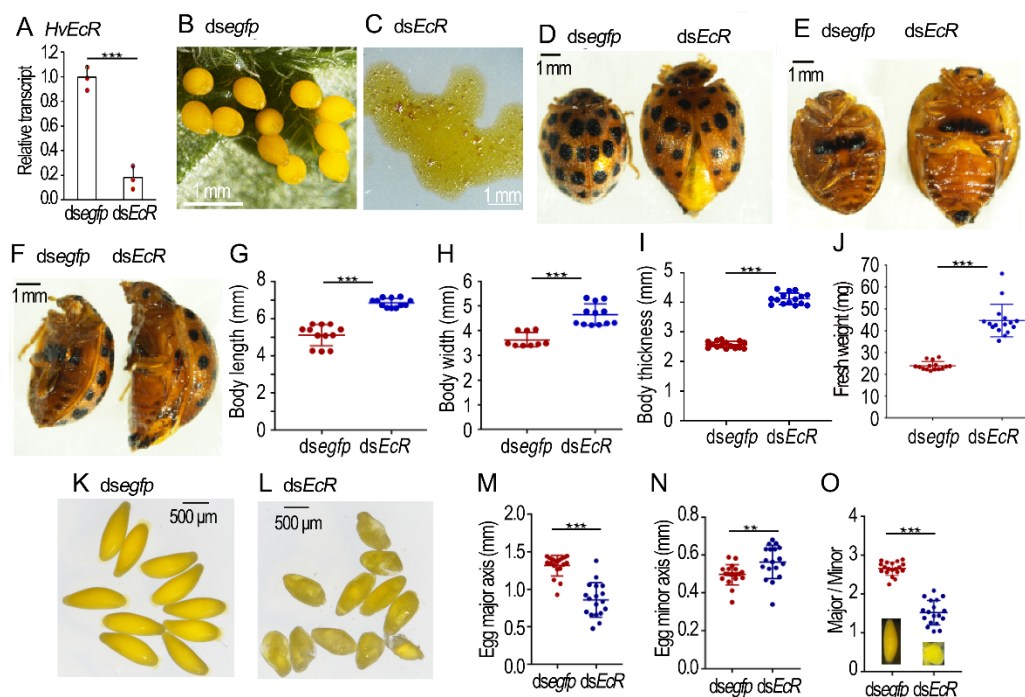 A HvEcR
***
Relative transcript
1.2
1.0
0.8
0.6
0.4
0.2
0.0
dsegfp dsEcR
B dsegfp
1 mm
C dsEcR
1 mm
D dsegfp dsEcR
1 mm
E dsegfp dsEcR
1 mm
F dsegfp dsEcR
1 mm
G
***
Body length (mm)
8
7
6
5
4
3
2
1
0
dsegfp dsEcR
H
***
Body width (mm)
6
5
4
3
2
1
0
dsegfp dsEcR
I
***
Body thickness (mm)
5
4
3
2
1
0
dsegfp dsEcR
J
***
Fresh weight (mg)
70
60
50
40
30
20
10
0
dsegfp dsEcR
K dsegfp
500 µm
L dsEcR
500 µm
M
***
Egg major axis (mm)
2.0
1.5
1.0
0.5
0.0
dsegfp dsEcR
N
**
Egg minor axis (mm)
0.8
0.6
0.4
0.2
0.0
dsegfp dsEcR
O
***
Major / Minor
4
3
2
1
0
dsegfp dsEcR